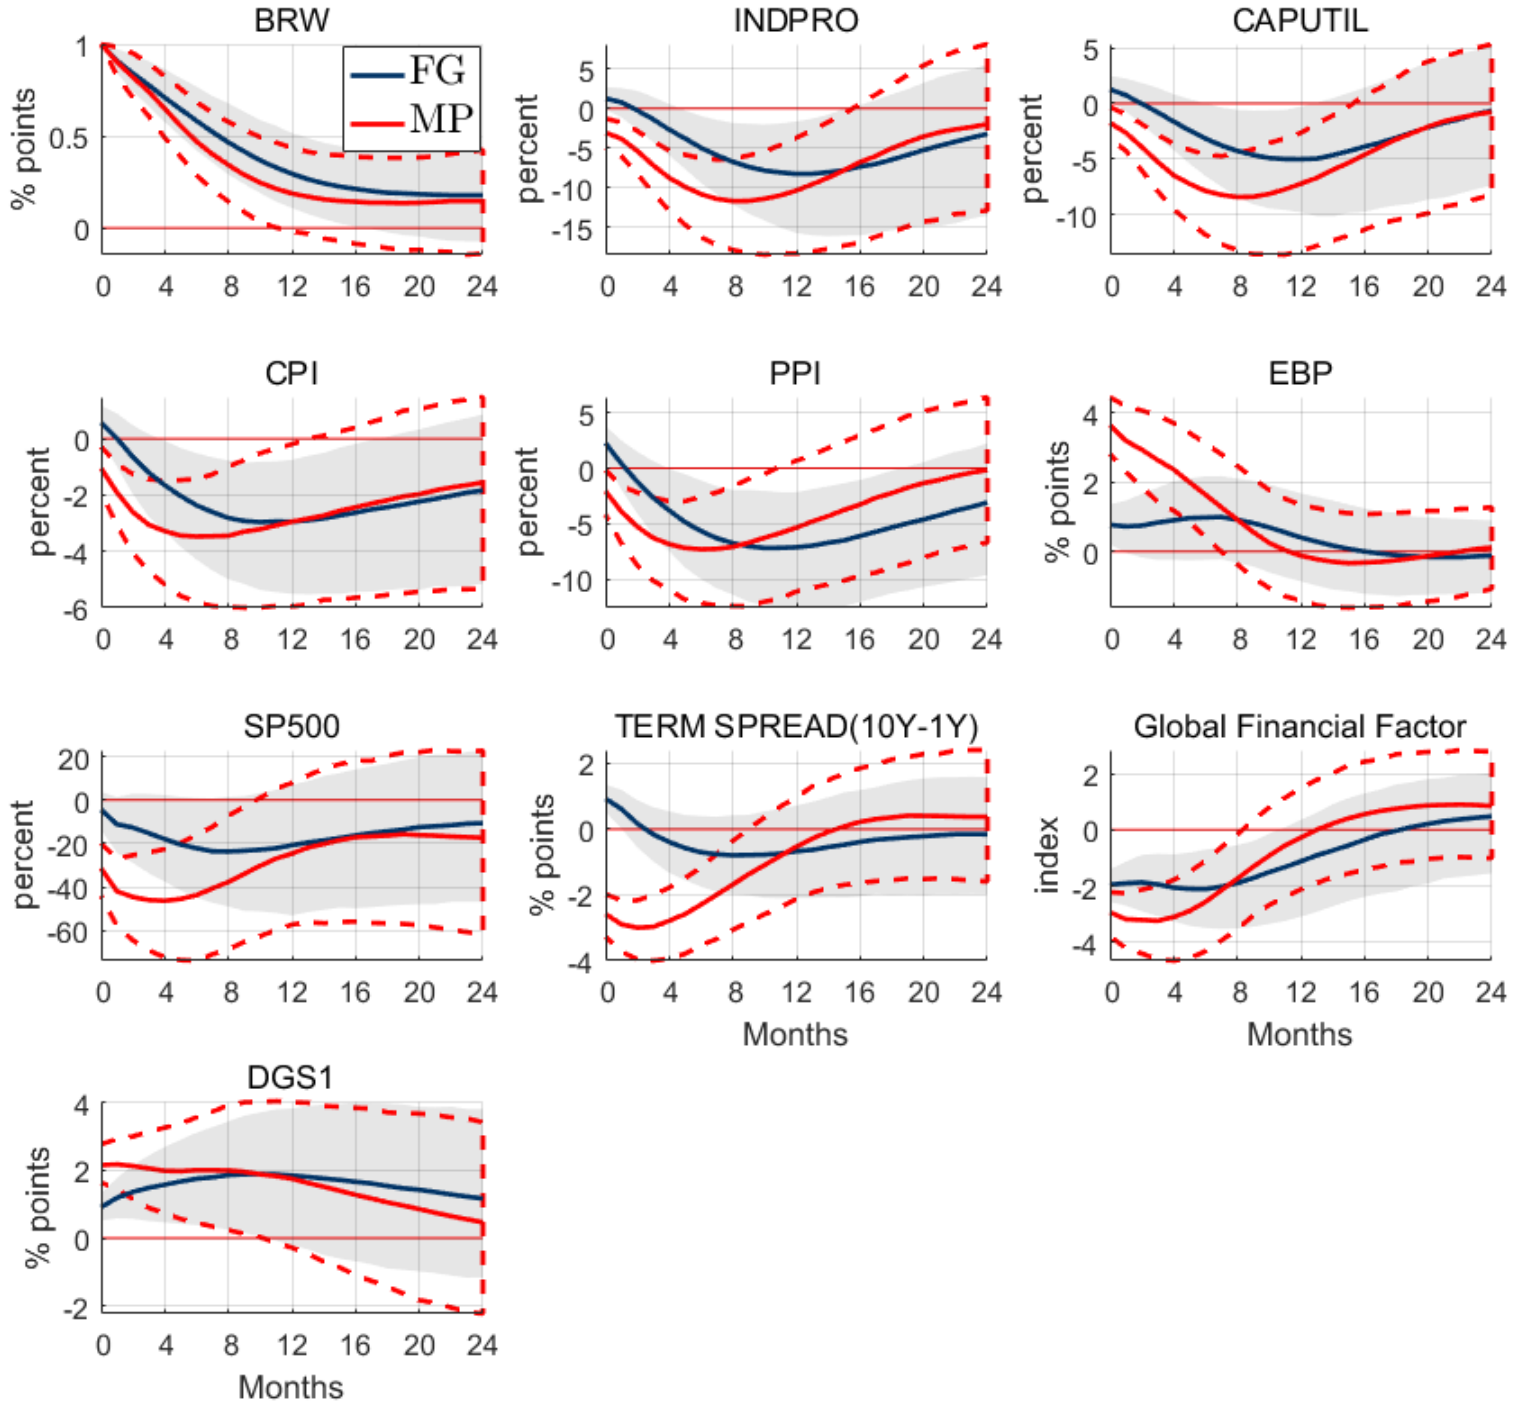 BRW
% points
1
0.5
0
FG
MP
0 4 8 12 16 20 24
INDPRO
percent
5
0
-5
-10
-15
0 4 8 12 16 20 24
CAPUTIL
percent
5
0
-5
-10
0 4 8 12 16 20 24
CPI
percent
0
-2
-4
-6
0 4 8 12 16 20 24
PPI
percent
5
0
-5
-10
0 4 8 12 16 20 24
EBP
% points
4
2
0
0 4 8 12 16 20 24
SP500
percent
20
0
-20
-40
-60
0 4 8 12 16 20 24
TERM SPREAD(10Y-1Y)
% points
2
0
-2
-4
0 4 8 12 16 20 24
Months
Global Financial Factor
index
2
0
-2
-4
0 4 8 12 16 20 24
Months
DGS1
% points
4
2
0
-2
0 4 8 12 16 20 24
Months